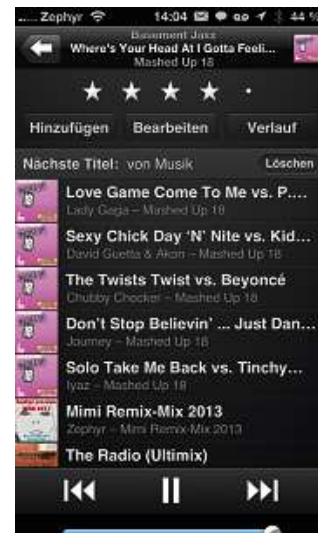 ..... Zephyr 14:04 44 %
Basement Jaxx
Where's Your Head At I Gotta Feeli...
Mashed Up 18
Hinzufügen Bearbeiten Verlauf
Nächste Titel: von Musik Löschen
Love Game Come To Me vs. P....
Lady Gaga – Mashed Up 18
Sexy Chick Day 'N' Nite vs. Kid...
David Guetta & Akon – Mashed Up 18
The Twists Twist vs. Beyoncé
Chubby Checker – Mashed Up 18
Don't Stop Believin' ... Just Dan...
Journey – Mashed Up 18
Solo Take Me Back vs. Tinchy...
Iyaz – Mashed Up 18
Mimi Remix-Mix 2013
Zephyr – Mimi Remix-Mix 2013
The Radio (Ultimix)